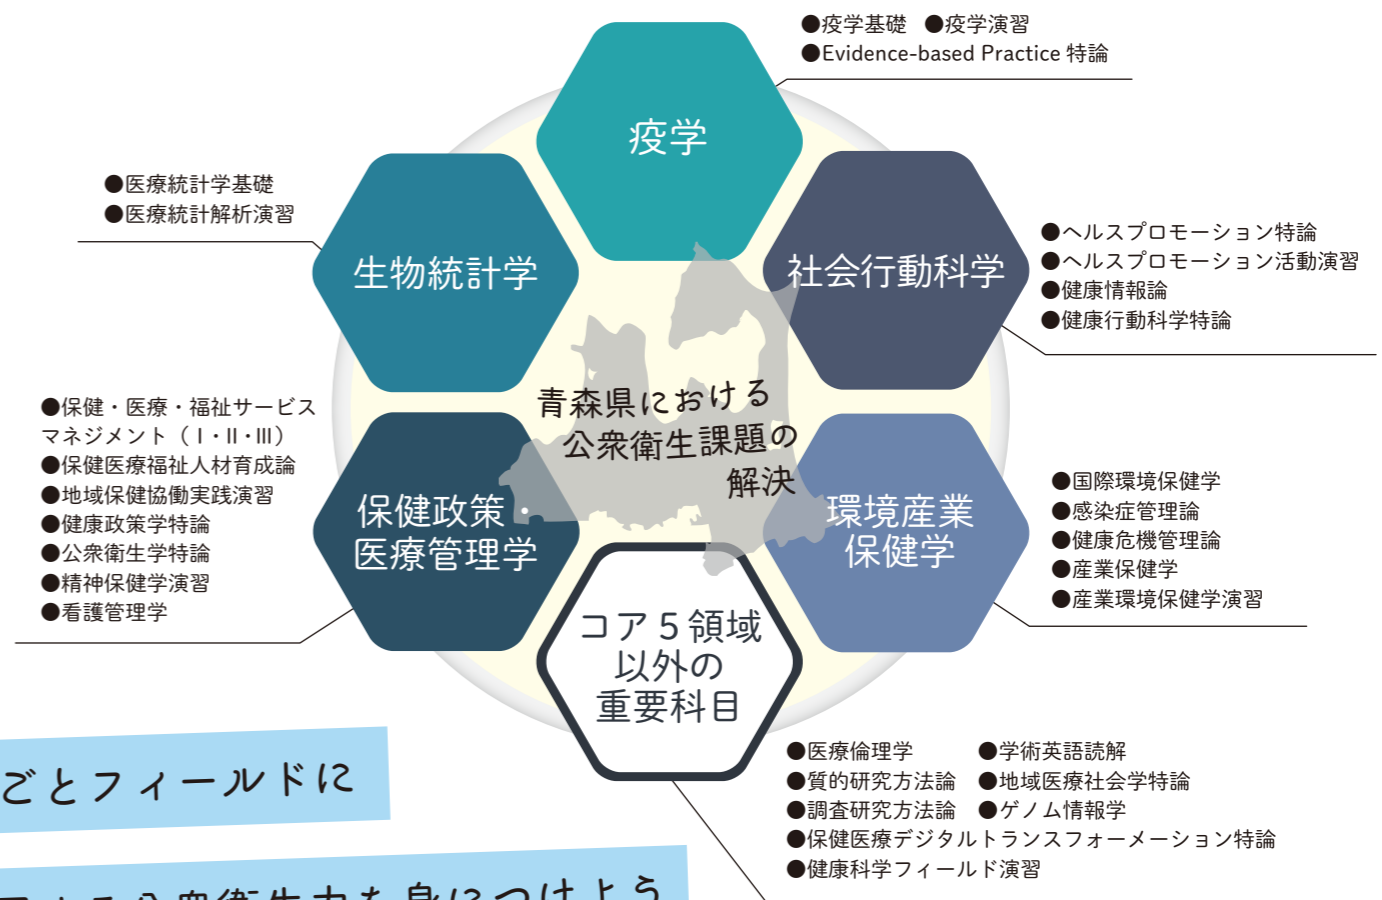 ●疫学基礎 ●疫学演習
●Evidence-based Practice 特論
疫学
●医療統計学基礎
●医療統計解析演習
生物統計学
社会行動科学
●ヘルスプロモーション特論
●ヘルスプロモーション活動演習
●健康情報論
●健康行動科学特論
青森県における
公衆衛生課題の
解決
●保健・医療・福祉サービス
マネジメント（Ⅰ・Ⅱ・Ⅲ）
●保健医療福祉人材育成論
●地域保健協働実践演習
●健康政策学特論
●公衆衛生学特論
●精神保健学演習
●看護管理学
保健政策・
医療管理学
環境産業
保健学
●国際環境保健学
●感染症管理論
●健康危機管理論
●産業保健学
●産業環境保健学演習
コア５領域
以外の
重要科目
●医療倫理学 ●学術英語読解
●質的研究方法論 ●地域医療社会学特論
●調査研究方法論 ●ゲノム情報学
●保健医療デジタルトランスフォーメーション特論
●健康科学フィールド演習
ごとフィールドに
公衆衛生力を身につけよう